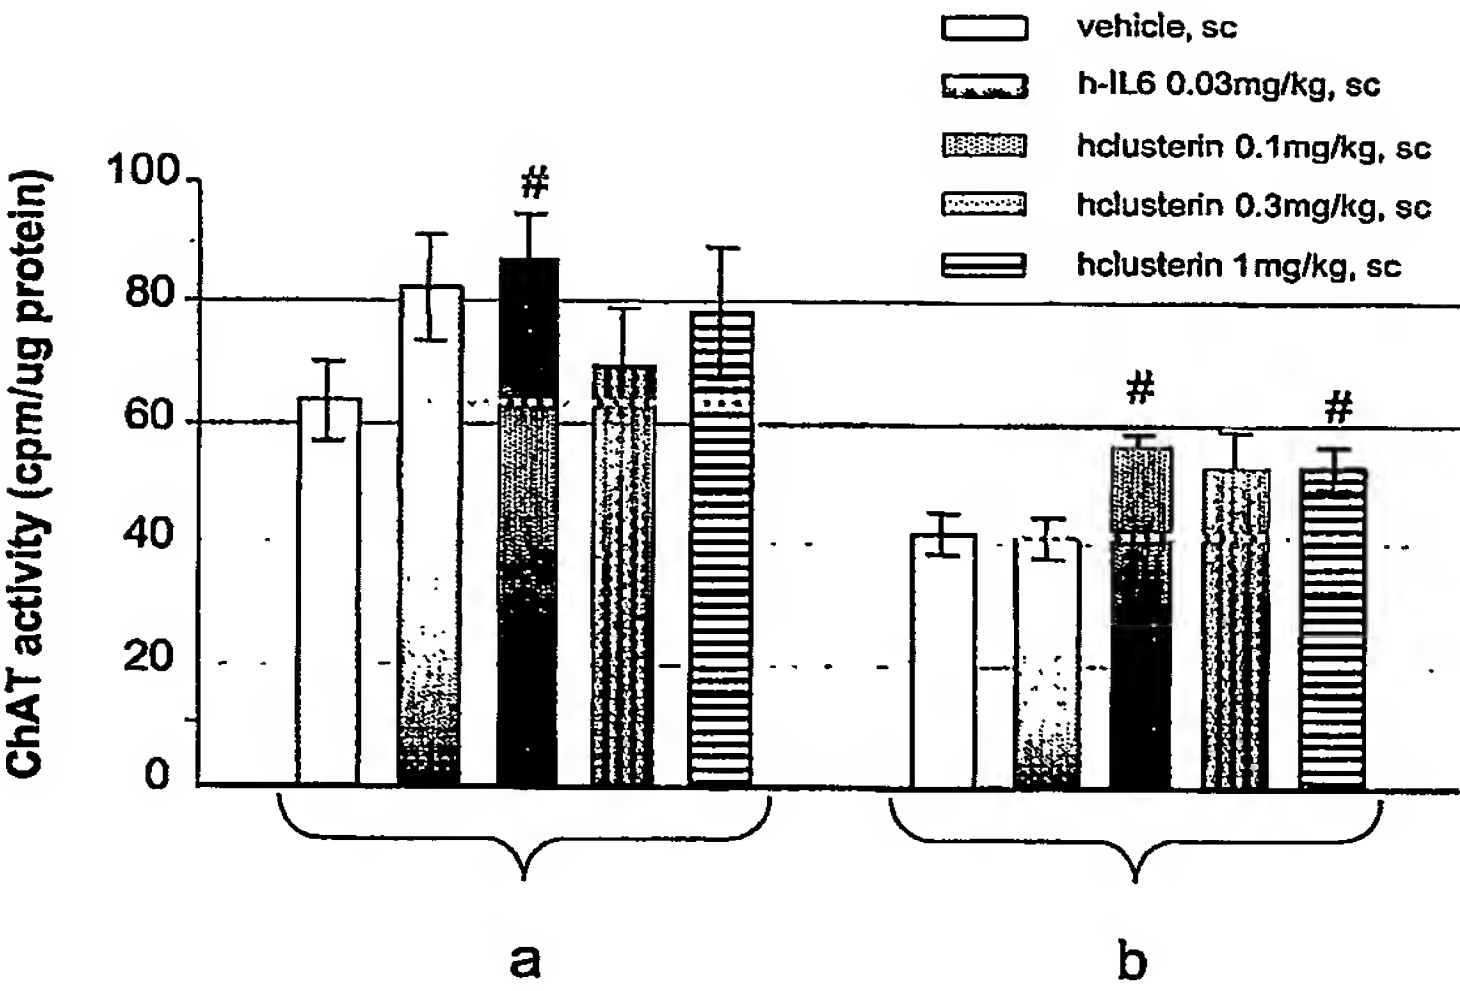 vehicle, sc
h-IL6 0.03mg/kg, sc
hclusterin 0.1mg/kg, sc
hclusterin 0.3mg/kg, sc
hclusterin 1mg/kg, sc
ChAT activity (cpm/ug protein)
100
80
60
40
20
0
#
#
#
a
b